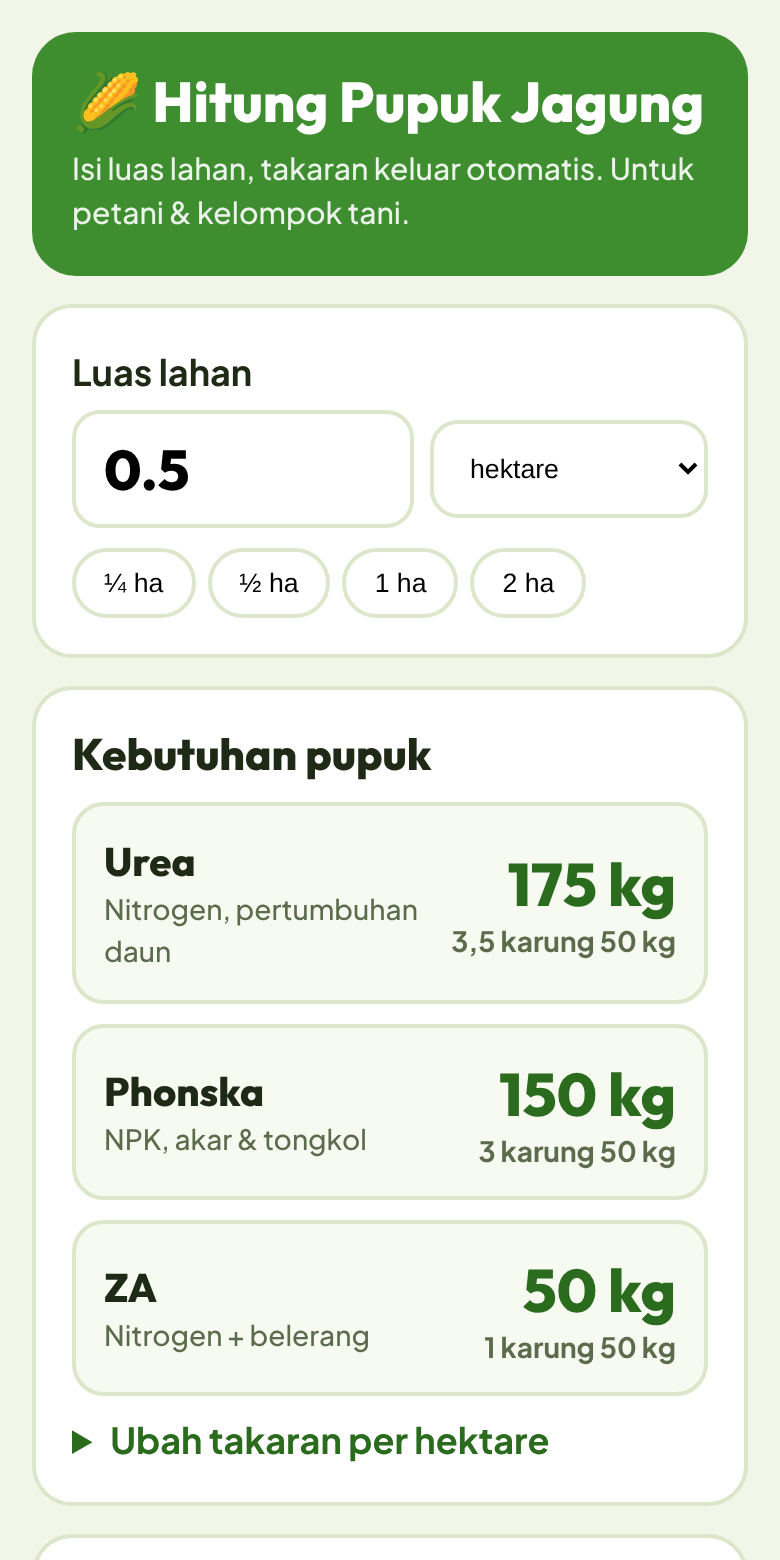 🌽 Hitung Pupuk Jagung
Isi luas lahan, takaran keluar otomatis. Untuk
petani & kelompok tani.
Luas lahan
0.5
hektare
¼ ha
½ ha
1 ha
2 ha
Kebutuhan pupuk
Urea
Nitrogen, pertumbuhan
daun
175 kg
3,5 karung 50 kg
Phonska
NPK, akar & tongkol
150 kg
3 karung 50 kg
ZA
Nitrogen + belerang
50 kg
1 karung 50 kg
Ubah takaran per hektare